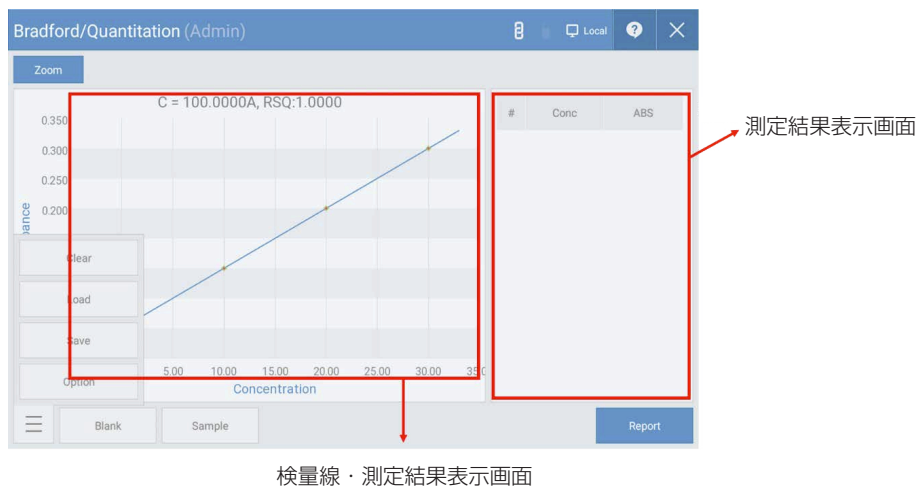 Bradford/Quantitation (Admin)
Local
Zoom
C = 100.0000A, RSQ:1.0000
0.350
0.300
0.250
0.200
# Conc ABS
測定結果表示画面
Clear
Load
Save
Option
5.00 10.00 15.00 20.00 25.00 30.00
Concentration
Blank
Sample
Report
検量線・測定結果表示画面